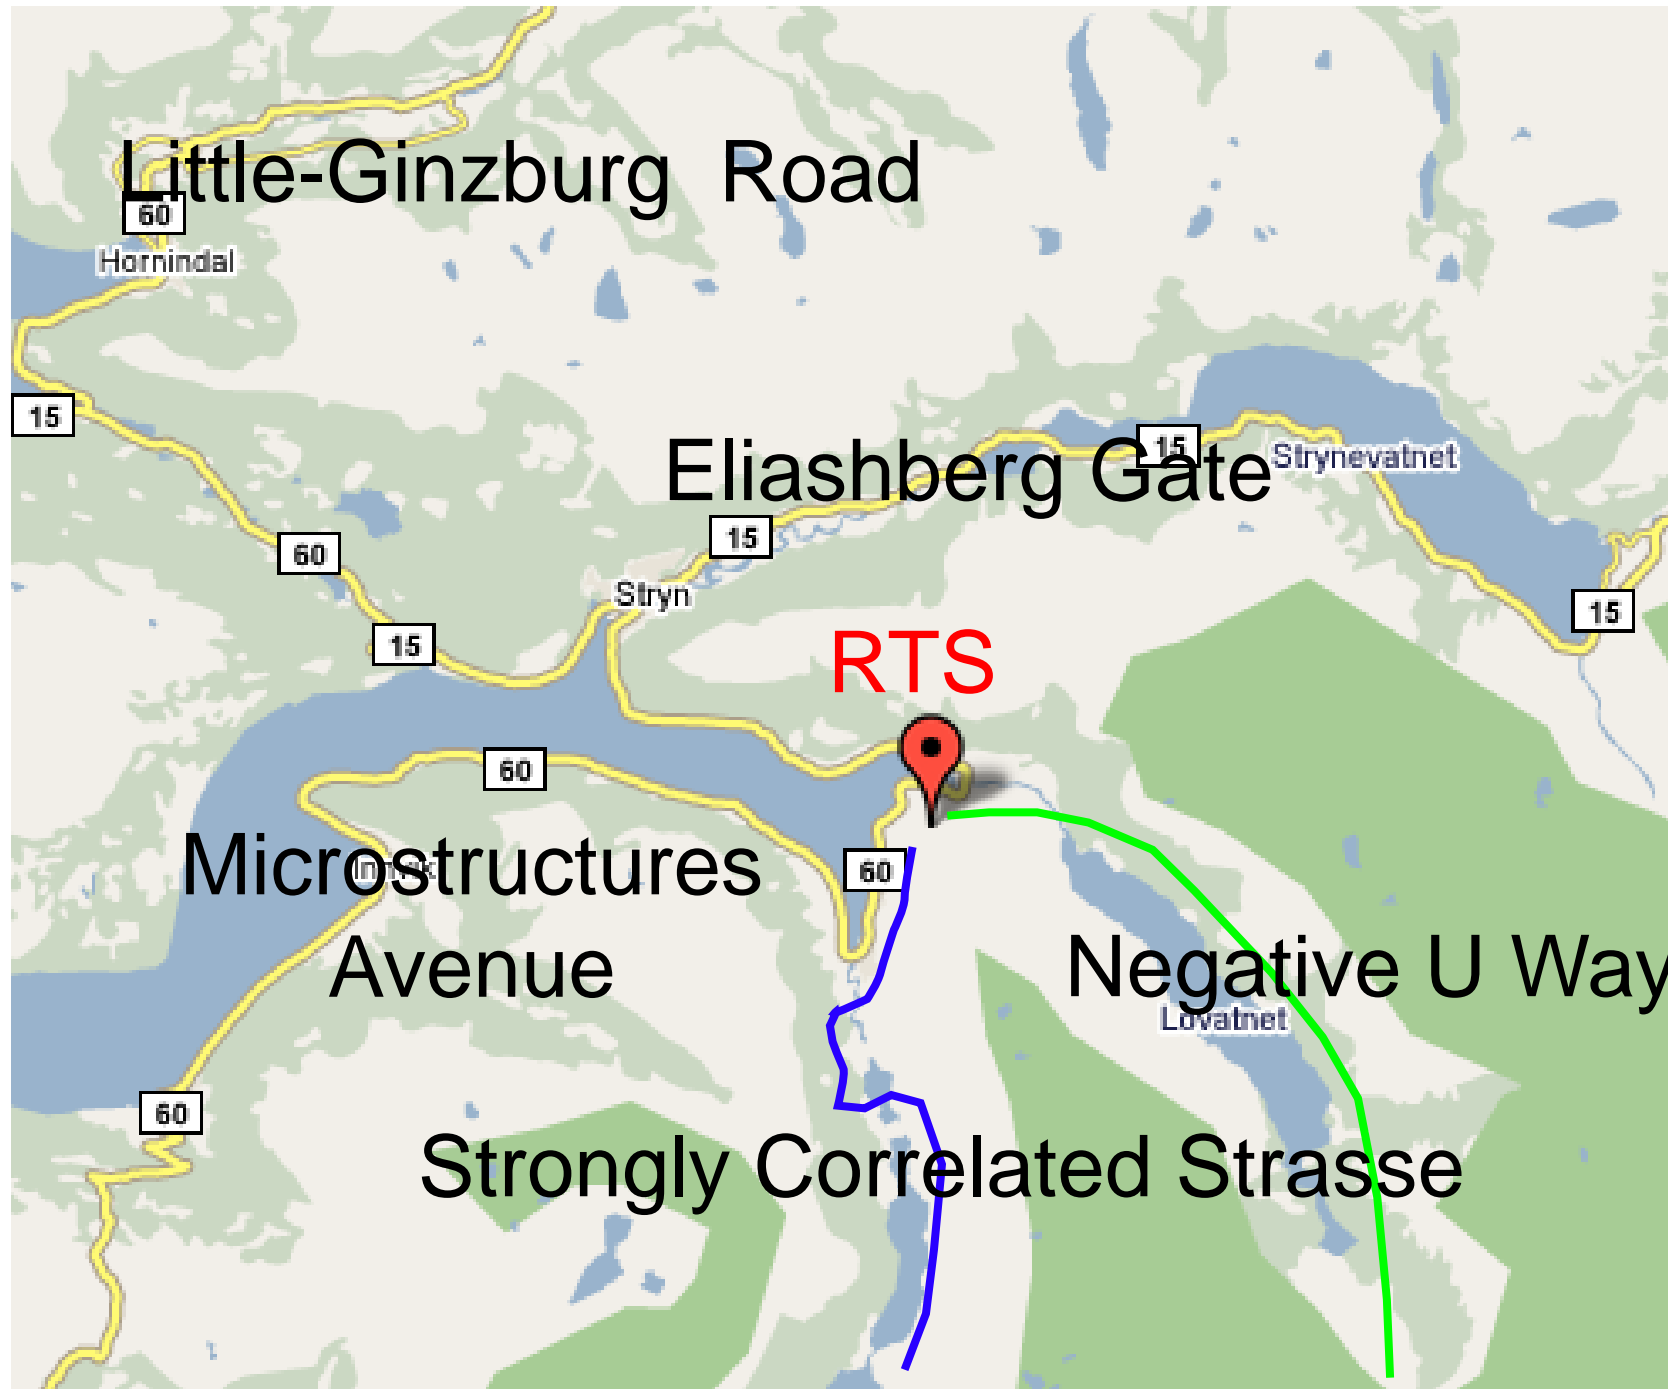 Little-Ginzburg Road
60
Hornindal
15
Eliashberg Gate
15
Strynevatnet
15
60
Stryn
15
15
RTS
60
Microstructures
60
Avenue
Negative U Way
Lovatnet
60
Strongly Correlated Strasse